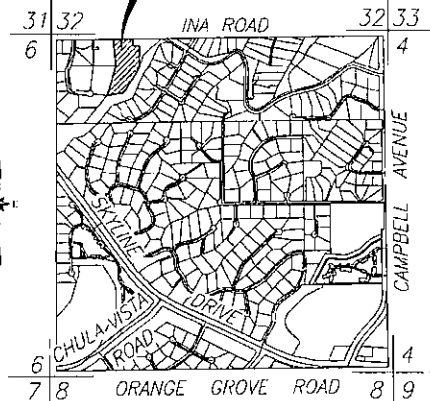 31 32 INA ROAD 32 33
6 4
CAMPBELL AVENUE
SKYLINE DRIVE
CHULA VISTA ROAD
6 4
7 8 ORANGE GROVE ROAD 8 9